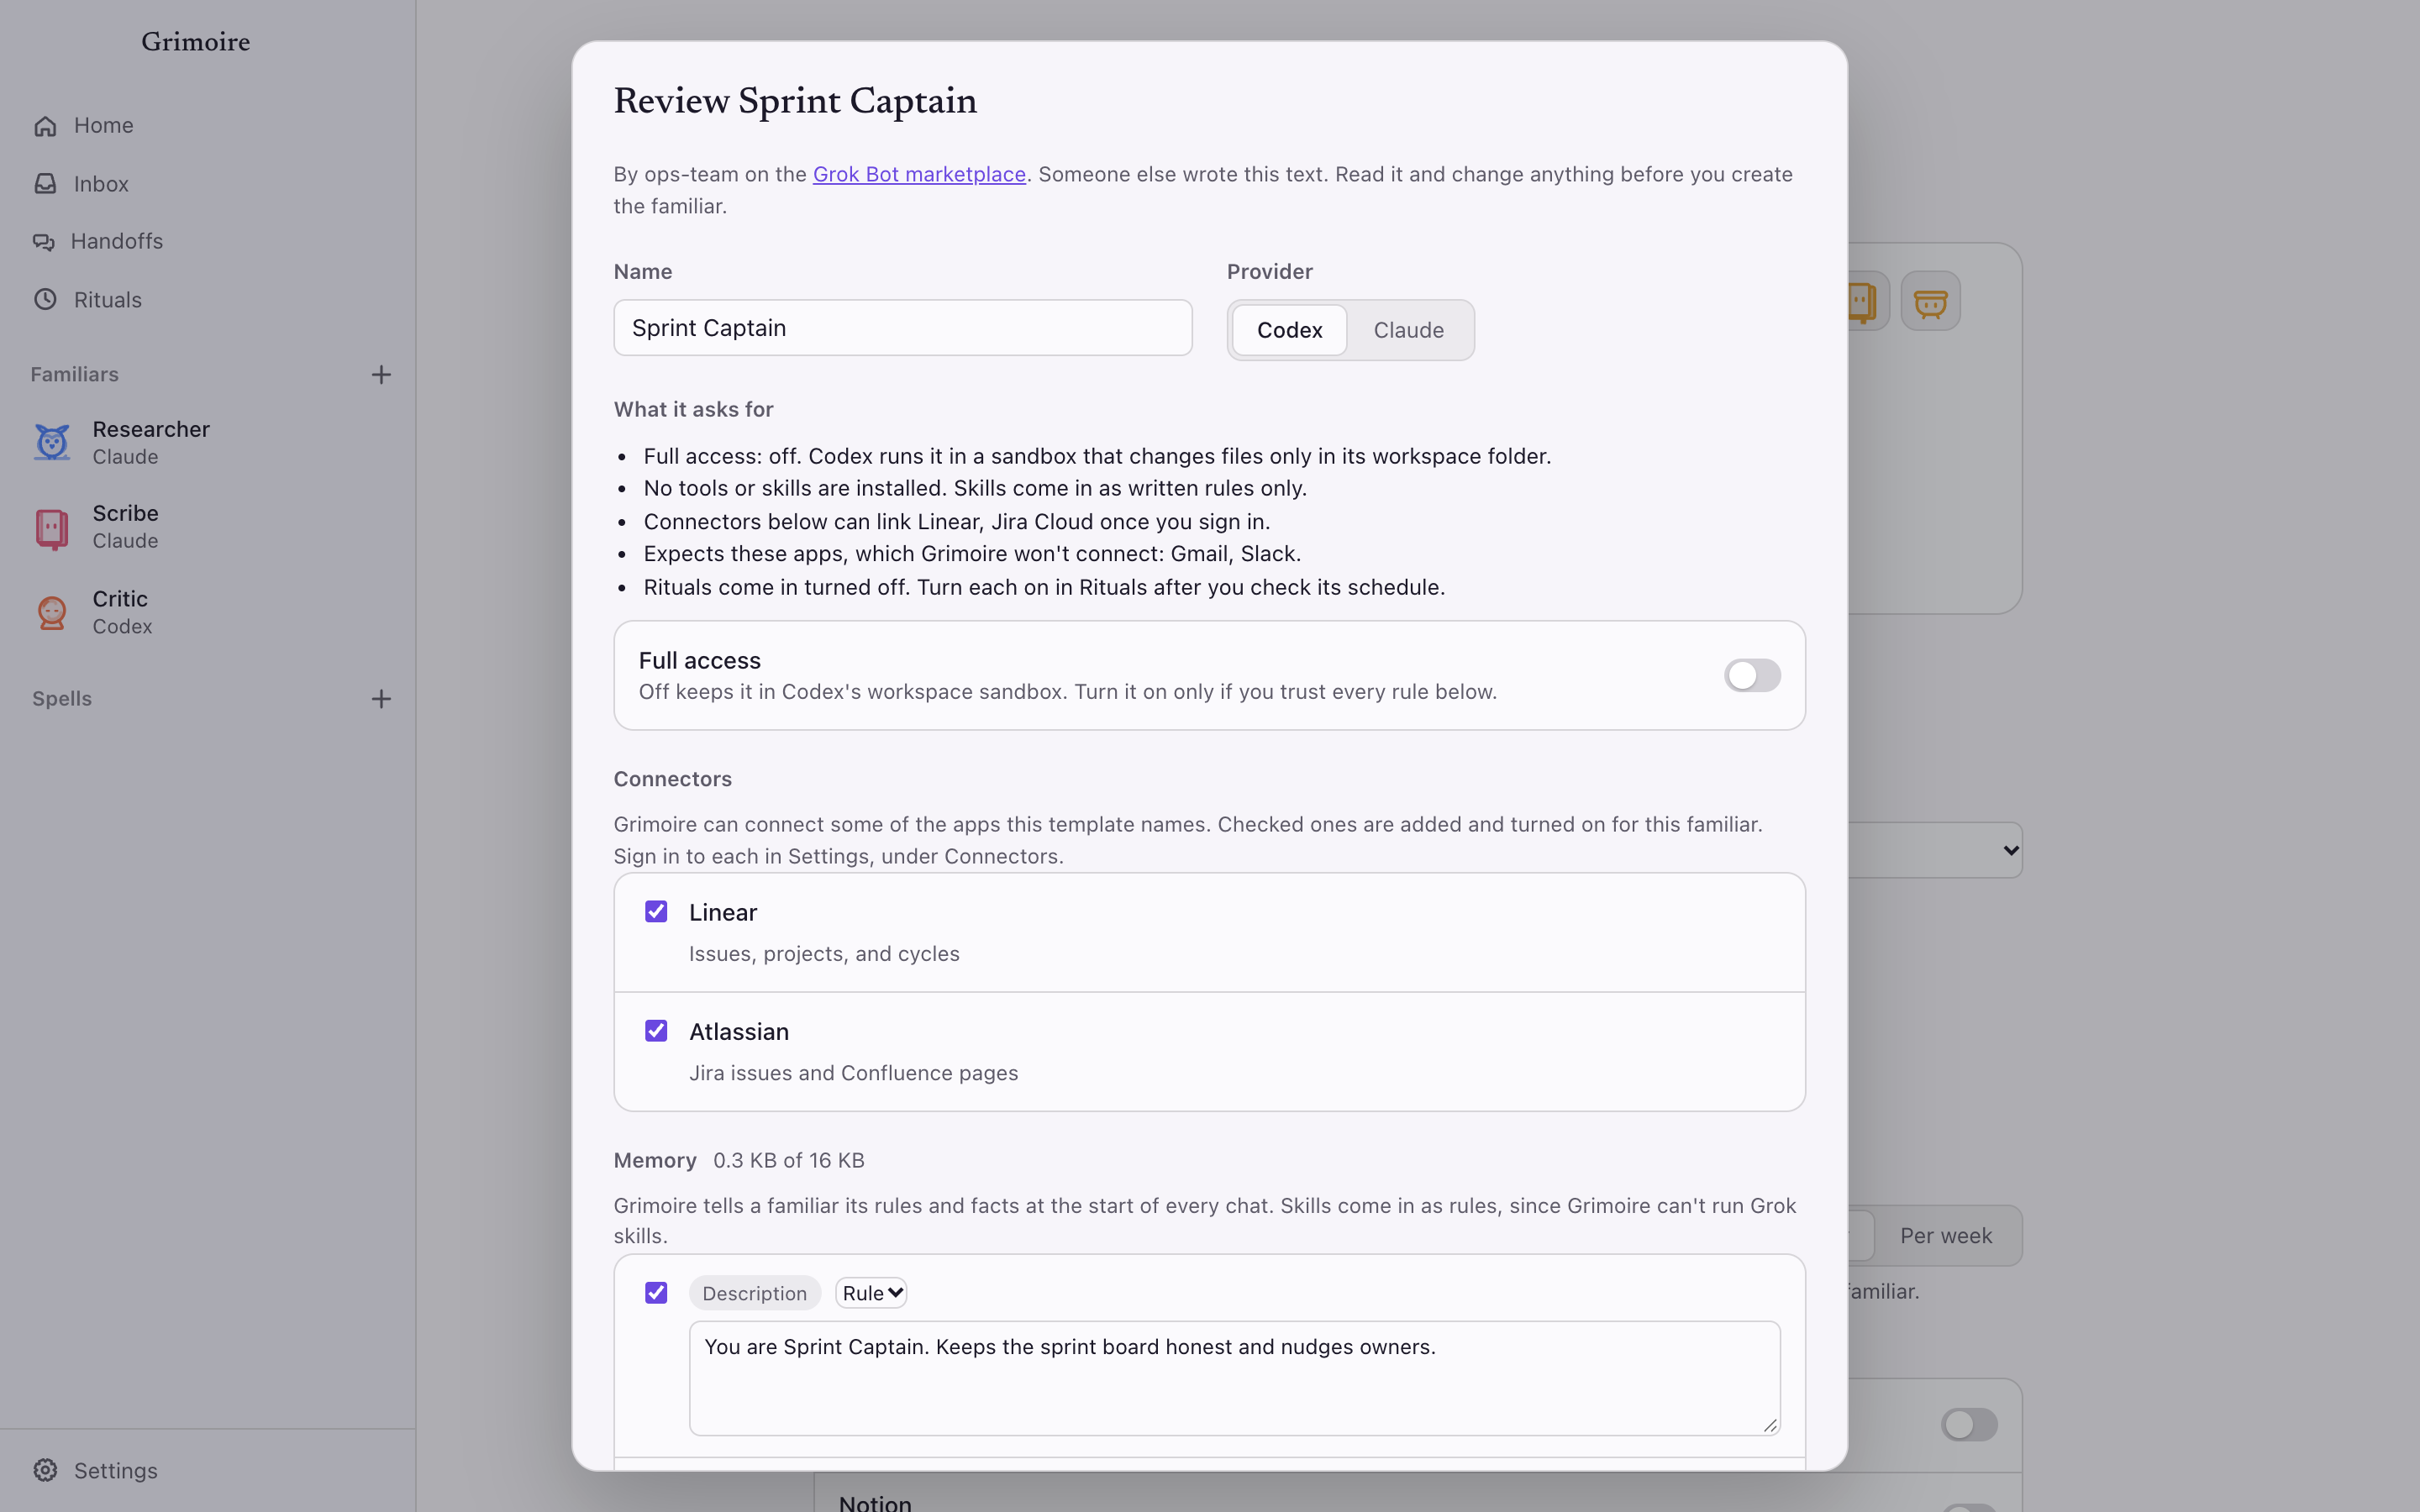 Grimoire
Home
Inbox
Handoffs
Rituals
Familiars
Researcher
Claude
Scribe
Claude
Critic
Codex
Spells
Settings
Review Sprint Captain
By ops-team on the Grok Bot marketplace. Someone else wrote this text. Read it and change anything before you create
the familiar.
Name
Provider
Sprint Captain
Codex
Claude
What it asks for
• Full access: off. Codex runs it in a sandbox that changes files only in its workspace folder.
• No tools or skills are installed. Skills come in as written rules only.
• Connectors below can link Linear, Jira Cloud once you sign in.
• Expects these apps, which Grimoire won't connect: Gmail, Slack.
• Rituals come in turned off. Turn each on in Rituals after you check its schedule.
Full access
Off keeps it in Codex's workspace sandbox. Turn it on only if you trust every rule below.
Connectors
Grimoire can connect some of the apps this template names. Checked ones are added and turned on for this familiar.
Sign in to each in Settings, under Connectors.
Linear
Issues, projects, and cycles
Atlassian
Jira issues and Confluence pages
Memory 0.3 KB of 16 KB
Grimoire tells a familiar its rules and facts at the start of every chat. Skills come in as rules, since Grimoire can't run Grok
skills.
Description
Rule
You are Sprint Captain. Keeps the sprint board honest and nudges owners.
Per week
familiar.
Notion